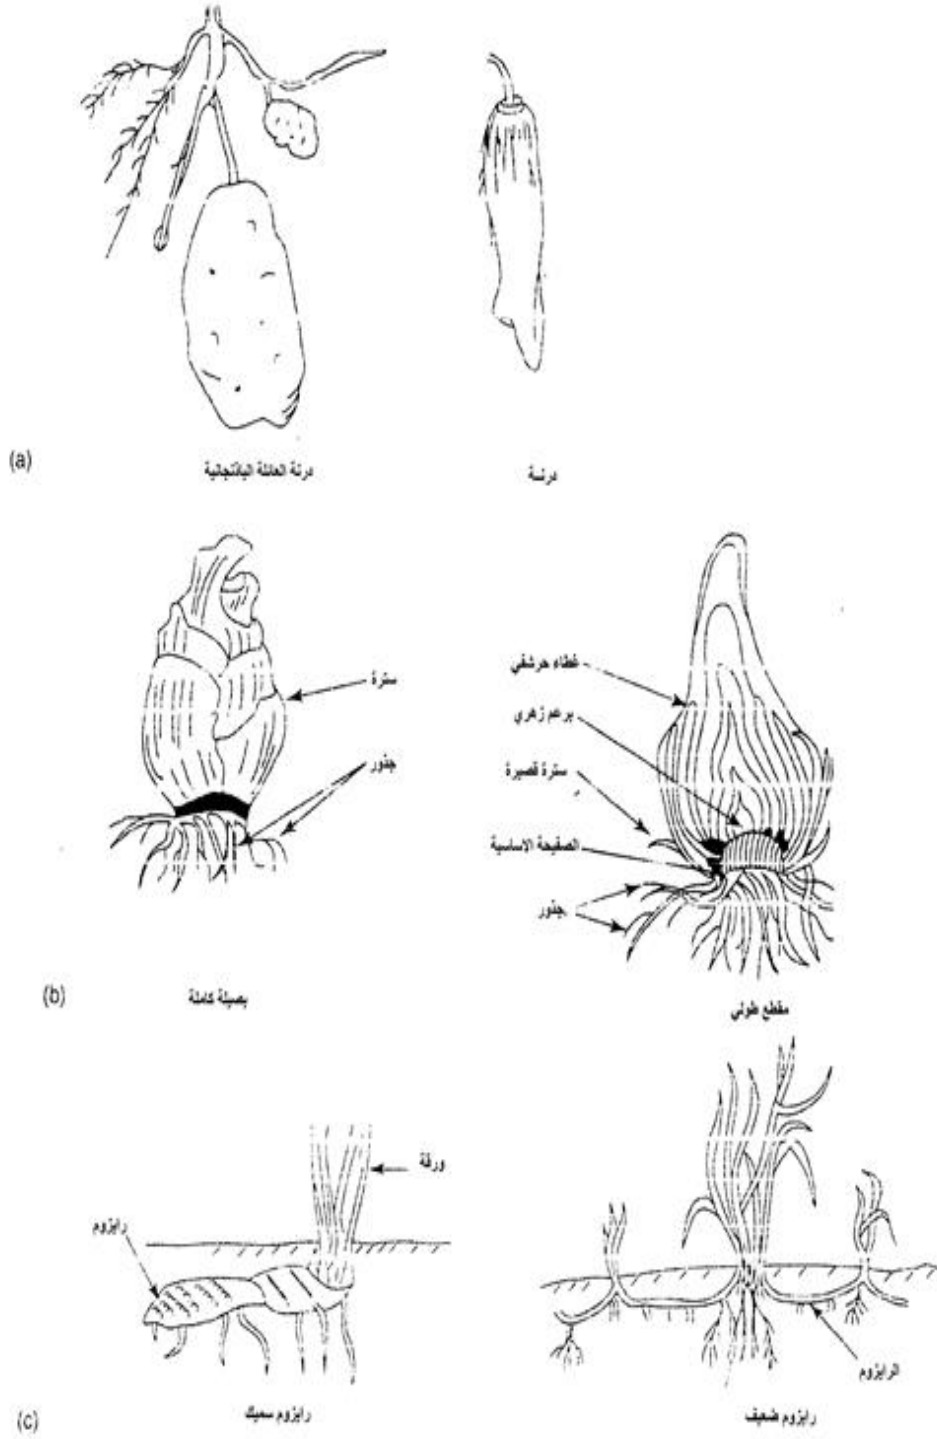 (a)
درنة العائلة الباذنجانية
درنة
سترة
جذور
غطاء حرشفي
برعم زهري
سترة قصيرة
الصفيحة الاساسية
جذور
(b)
بصيلة كاملة
مقطع طولي
ورقة
رايزوم
الرايزوم
(c)
رايزوم سميك
رايزوم ضعيف